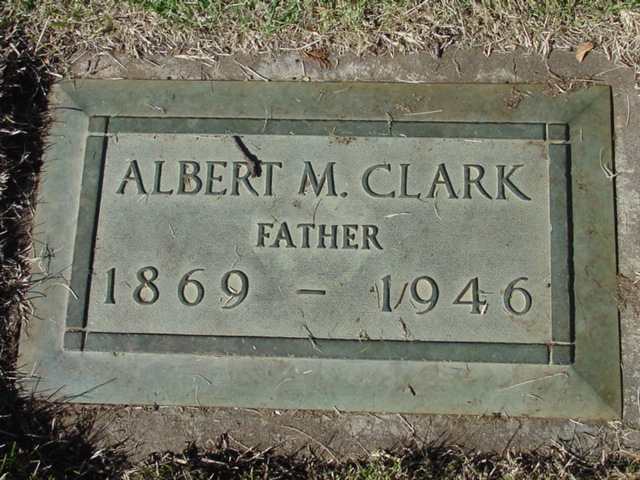 ALBERT M. CLARK
FATHER
1869 – 1946